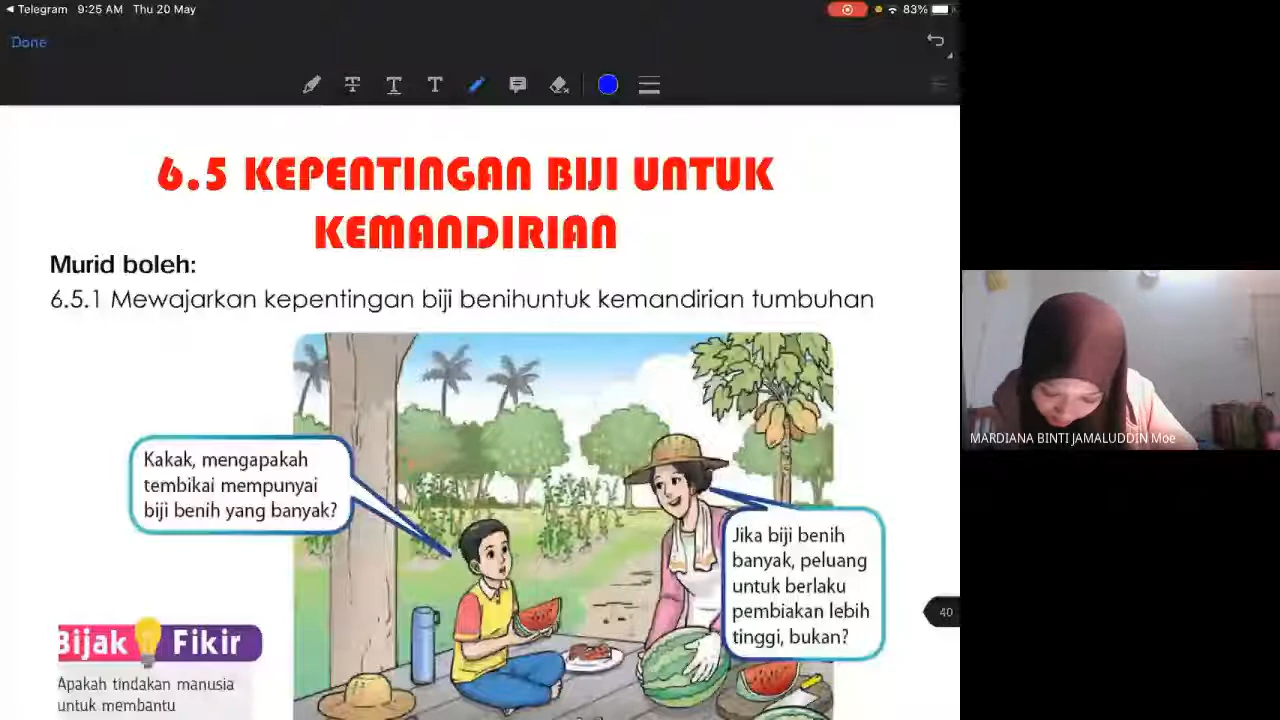 Telegram 9:25 AM Thu 20 May
83%
Done
6.5 KEPENTINGAN BIJI UNTUK
KEMANDIRIAN
Murid boleh:
6.5.1 Mewajarkan kepentingan biji benihuntuk kemandirian tumbuhan
Kakak, mengapakah
tembikai mempunyai
biji benih yang banyak?
Jika biji benih
banyak, peluang
untuk berlaku
pembiakan lebih
tinggi, bukan?
40
Bijak Fikir
Apakah tindakan manusia
untuk membantu
MARDIANA BINTI JAMALUDDIN Moe